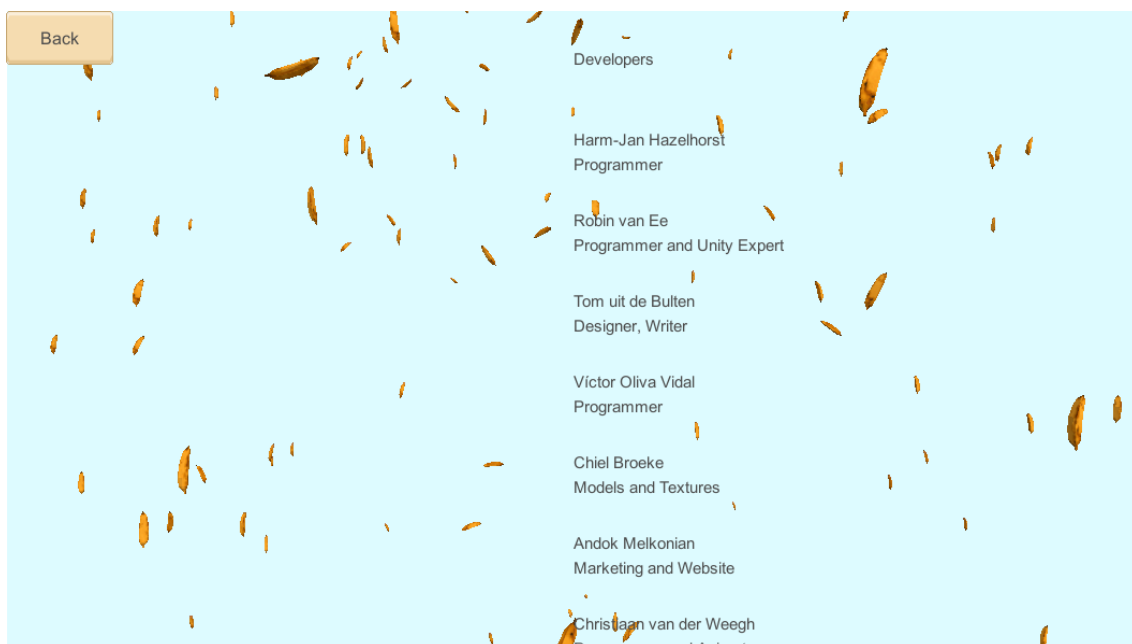 Back
Developers
Harm-Jan Hazelhorst
Programmer
Robin van Ee
Programmer and Unity Expert
Tom uit de Bulten
Designer, Writer
Víctor Oliva Vidal
Programmer
Chiel Broeke
Models and Textures
Andok Melkonian
Marketing and Website
Christiaan van der Weegh